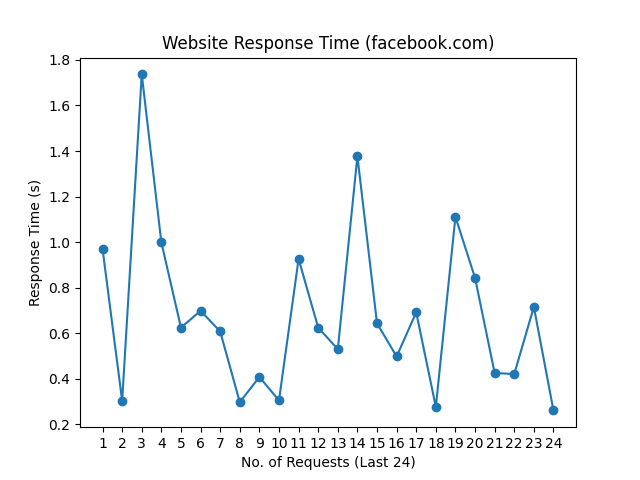 Website Response Time (facebook.com)
1.8
1.6
1.4
1.2
1.0
0.8
0.6
0.4
0.2
Response Time (s)
1 2 3 4 5 6 7 8 9 10 11 12 13 14 15 16 17 18 19 20 21 22 23 24
No. of Requests (Last 24)